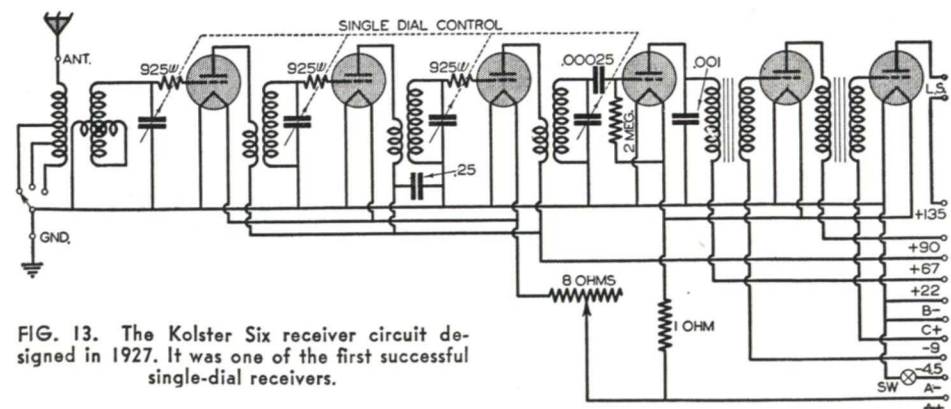 SINGLE DIAL CONTROL
ANT.
925ω
925ω
925ω
.00025
.001
2 MEG.
L.S.
.25
GND.
+135
+90
+67
+22
B-
C+
-9
-4.5
SW
A-
A+
8 OHMS
1 OHM
FIG. 13. The Kolster Six receiver circuit de-
signed in 1927. It was one of the first successful
single-dial receivers.